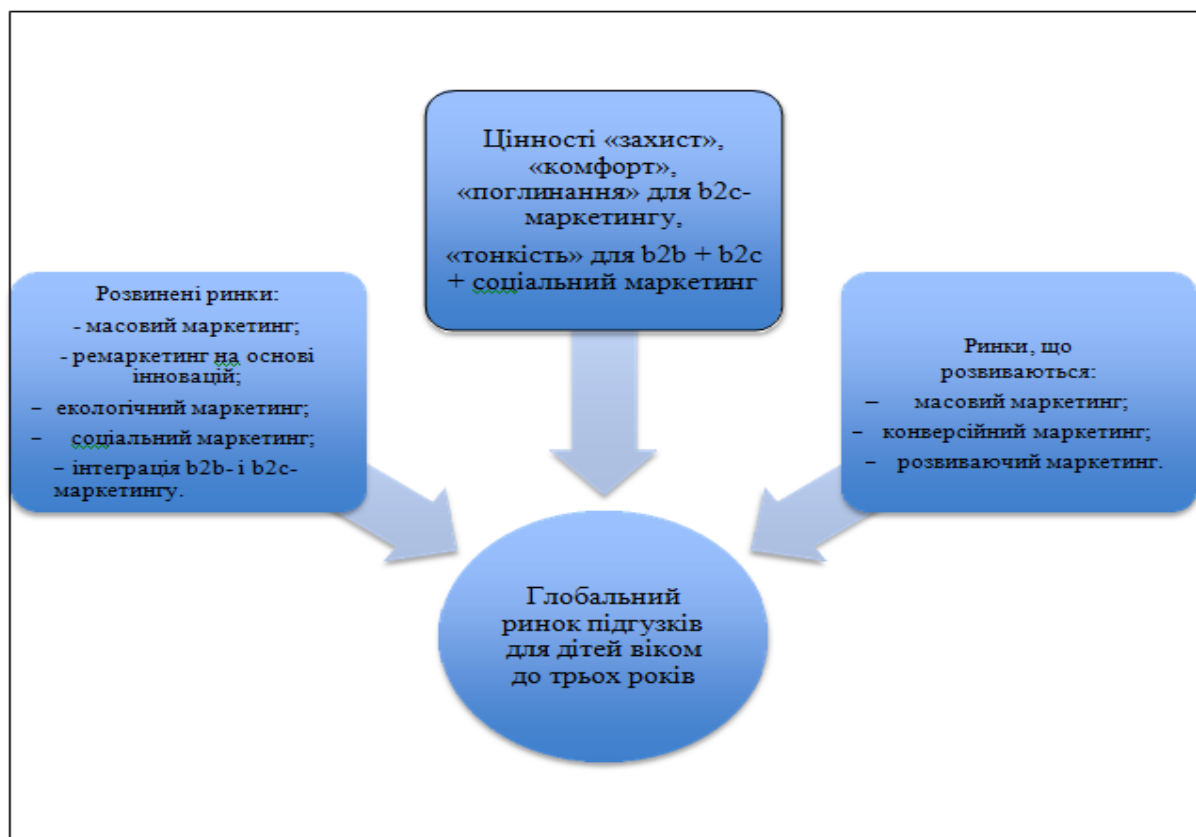 Цінності «захист»,
«комфорт»,
«поглинання» для b2c-
маркетингу,
«тонкість» для b2b + b2c
+ соціальний маркетинг
Розвинені ринки:
- масовий маркетинг;
- ремаркетинг на основі
інновацій;
– екологічний маркетинг;
– соціальний маркетинг;
– інтеграція b2b- і b2c-
маркетингу.
Ринки, що
розвиваються:
– масовий маркетинг;
– конверсійний маркетинг;
– розвиваючий маркетинг.
Глобальний
ринок підгузків
для дітей віком
до трьох років